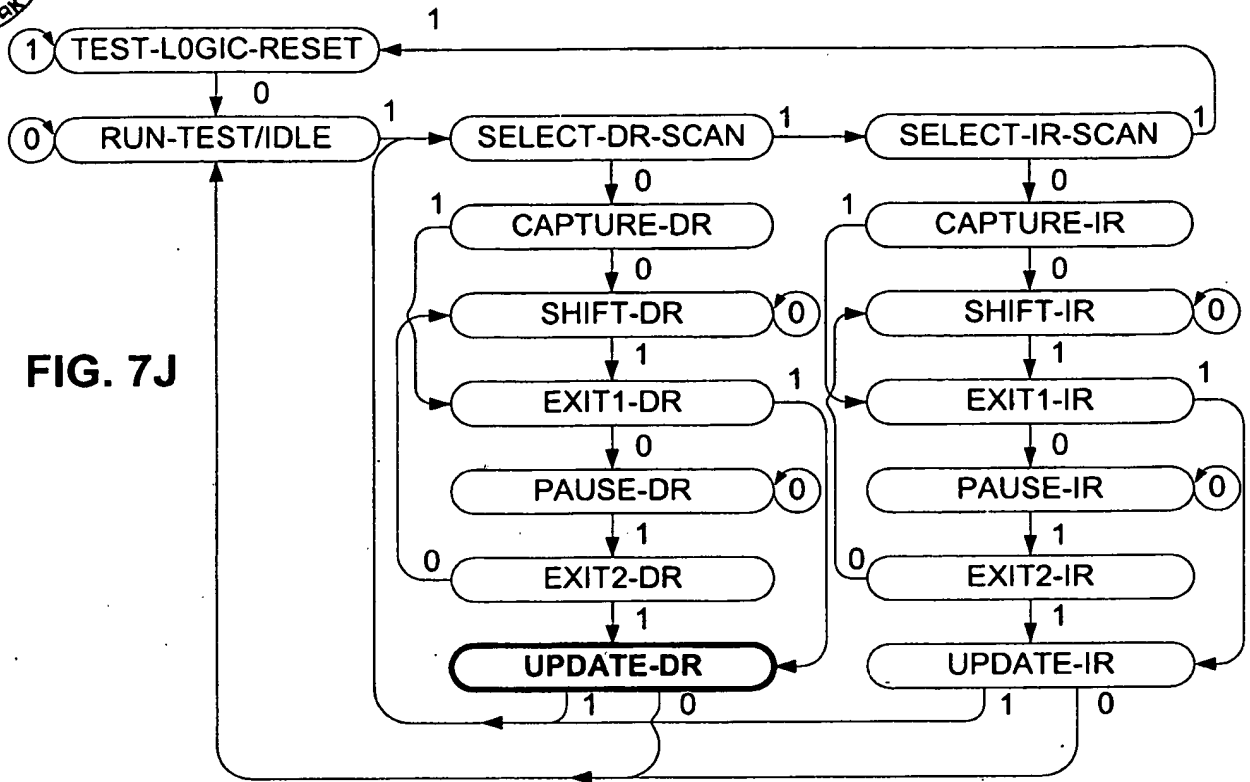 1
1 TEST-L0GIC-RESET
0
1
0 RUN-TEST/IDLE
SELECT-DR-SCAN 1
SELECT-IR-SCAN 1
0
0
1 CAPTURE-DR
1 CAPTURE-IR
0
0
SHIFT-DR 0
SHIFT-IR 0
1
1
FIG. 7J
EXIT1-DR 1
EXIT1-IR 1
0
0
PAUSE-DR 0
PAUSE-IR 0
1
1
0 EXIT2-DR
0 EXIT2-IR
1
1
UPDATE-DR
UPDATE-IR
1 0
1 0